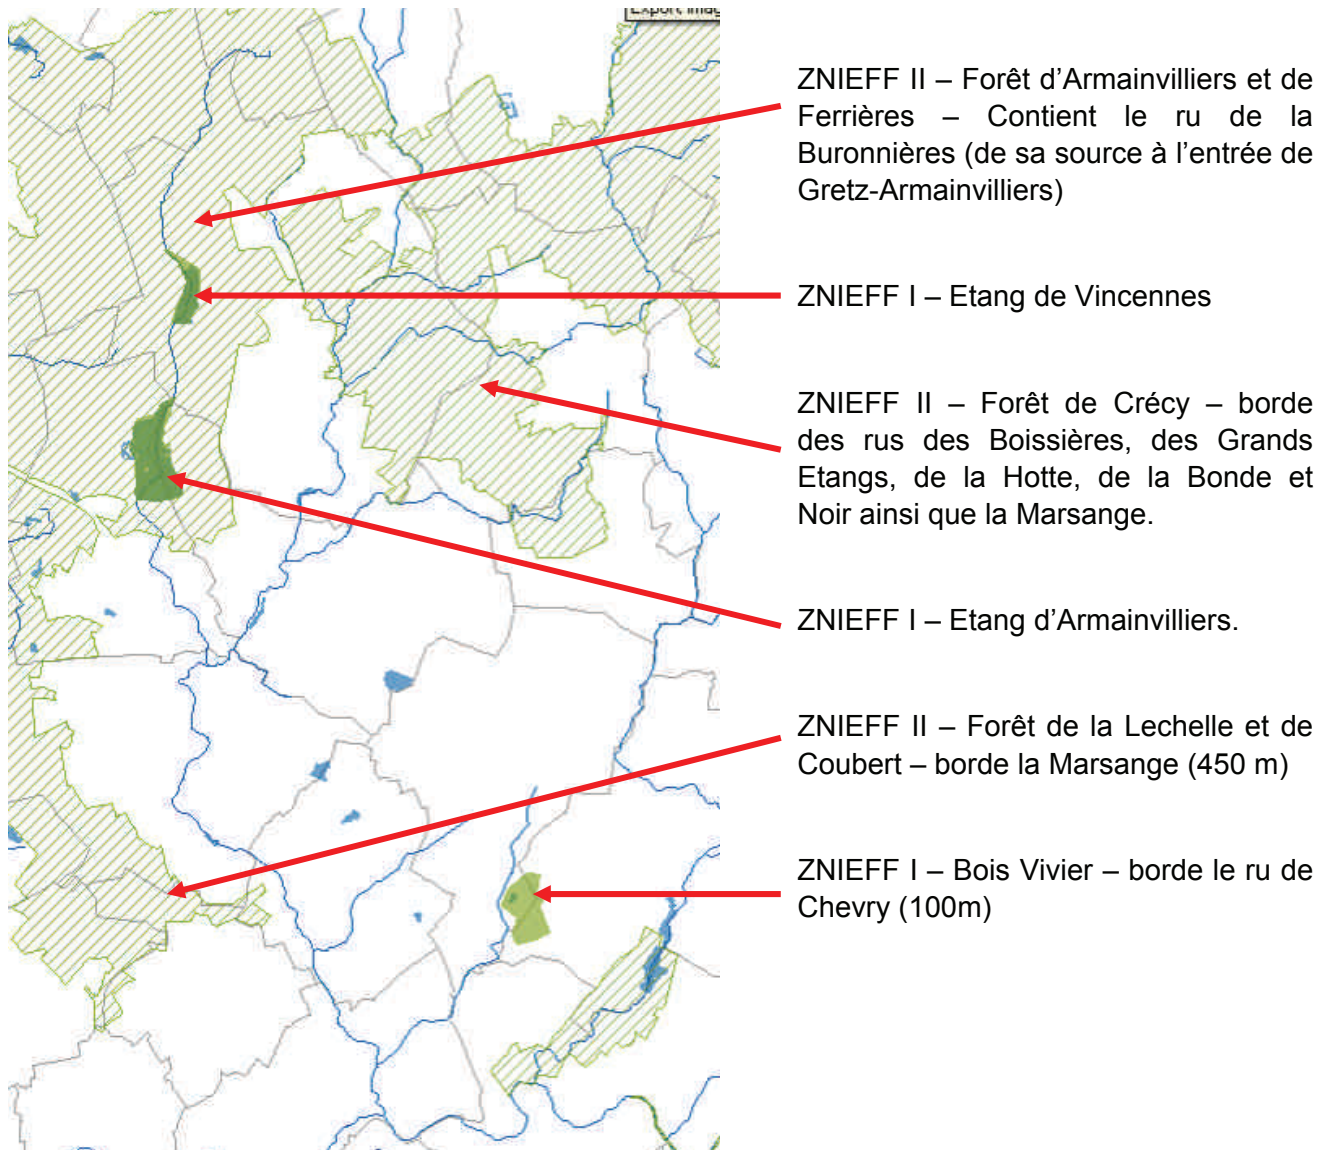 Export imag
ZNIEFF II – Forêt d’Armainvilliers et de
Ferrières – Contient le ru de la
Buronnières (de sa source à l’entrée de
Gretz-Armainvilliers)
ZNIEFF I – Etang de Vincennes
ZNIEFF II – Forêt de Crécy – borde
des rus des Boissières, des Grands
Etangs, de la Hotte, de la Bonde et
Noir ainsi que la Marsange.
ZNIEFF I – Etang d’Armainvilliers.
ZNIEFF II – Forêt de la Lechelle et de
Coubert – borde la Marsange (450 m)
ZNIEFF I – Bois Vivier – borde le ru de
Chevry (100m)